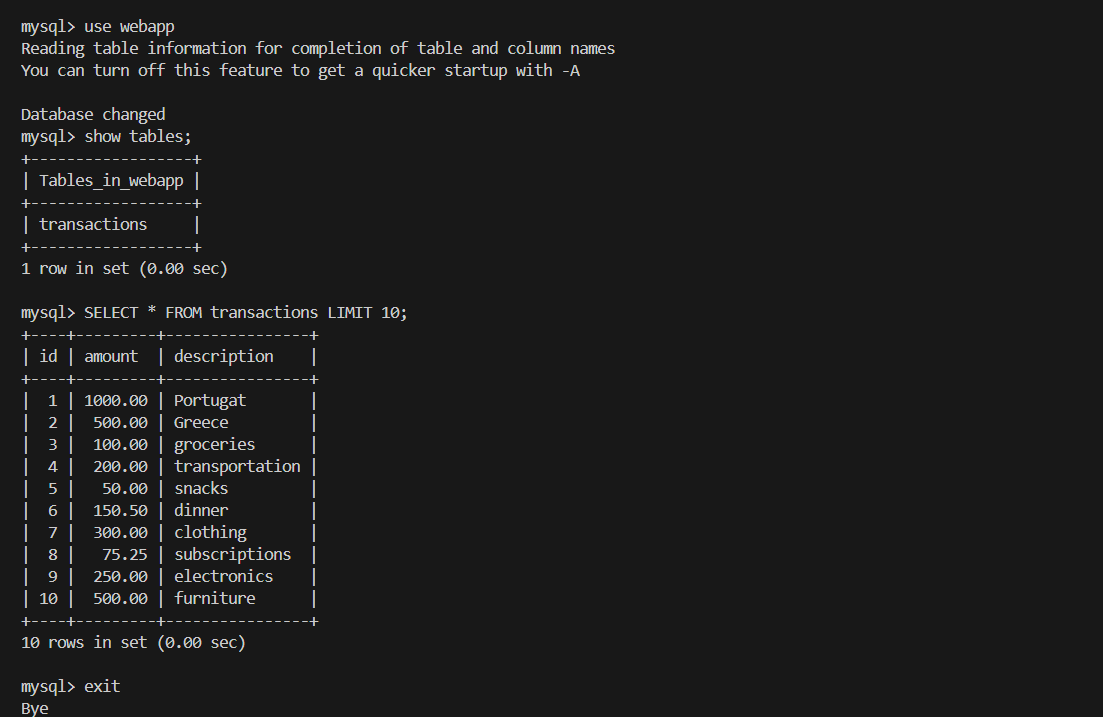 mysql> use webapp
Reading table information for completion of table and column names
You can turn off this feature to get a quicker startup with -A
Database changed
mysql> show tables;
+------------------+
| Tables_in_webapp |
+------------------+
| transactions     |
+------------------+
1 row in set (0.00 sec)
mysql> SELECT * FROM transactions LIMIT 10;
+----+---------+----------------+
| id | amount  | description    |
+----+---------+----------------+
|  1 | 1000.00 | Portugat       |
|  2 |  500.00 | Greece         |
|  3 |  100.00 | groceries      |
|  4 |  200.00 | transportation |
|  5 |   50.00 | snacks         |
|  6 |  150.50 | dinner         |
|  7 |  300.00 | clothing       |
|  8 |   75.25 | subscriptions  |
|  9 |  250.00 | electronics    |
| 10 |  500.00 | furniture      |
+----+---------+----------------+
10 rows in set (0.00 sec)
mysql> exit
Bye